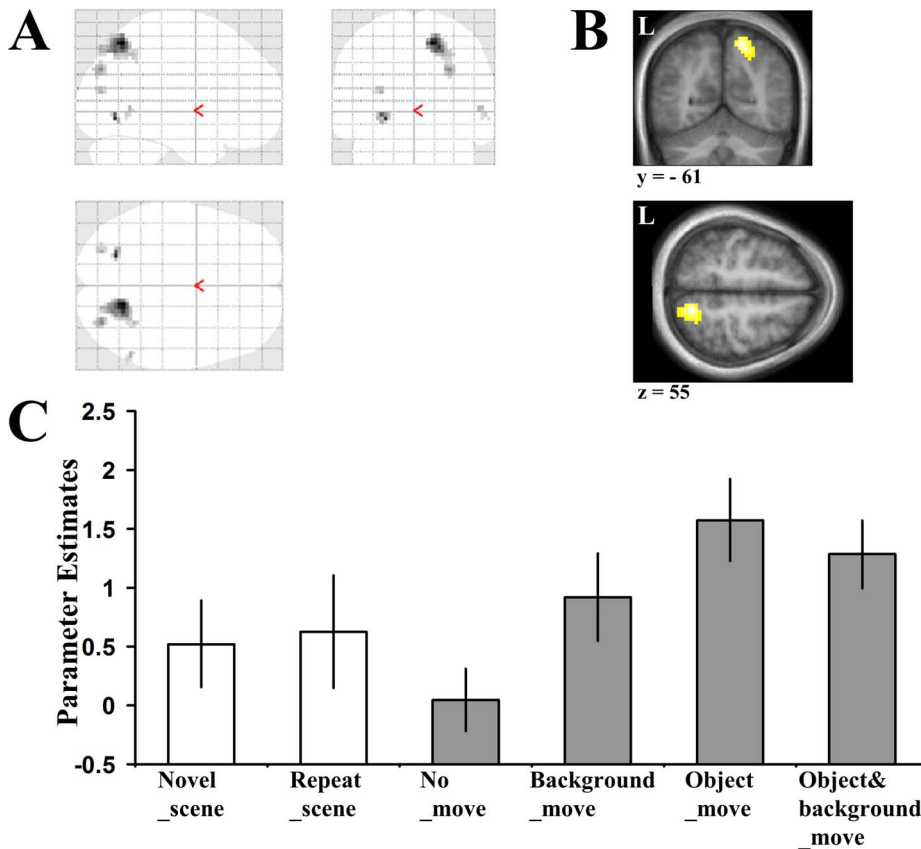 A
B
L
y = - 61
L
z = 55
C
Parameter Estimates
2.5
2
1.5
1
0.5
0
-0.5
Novel
_scene
Repeat
_scene
No
_move
Background
_move
Object
_move
Object&
background
_move